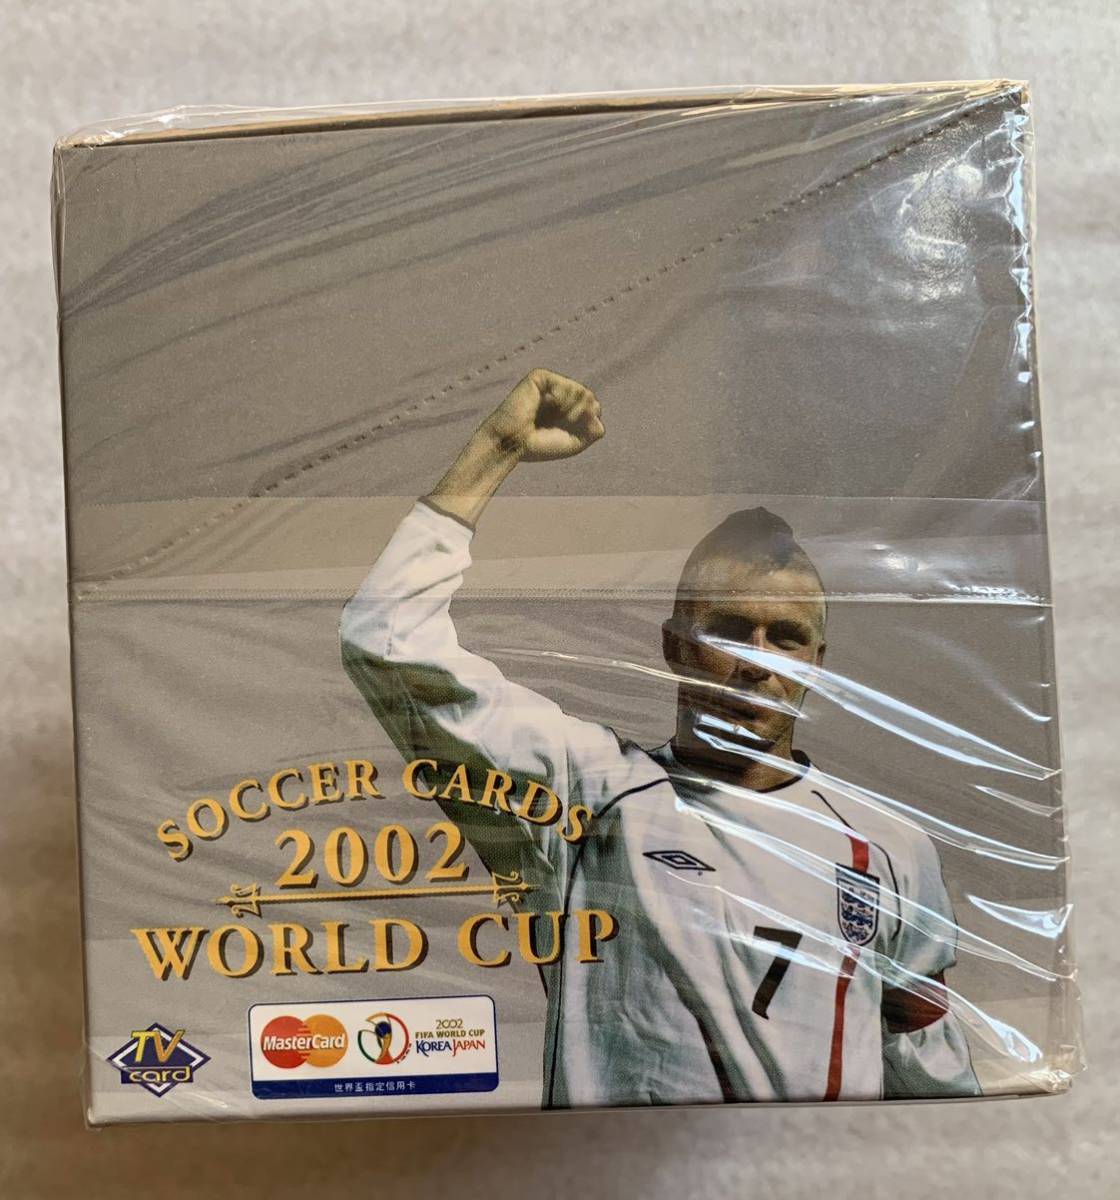 SOCCER CARDS
2002
WORLD CUP
7
TV
card
MasterCard
2002
FIFA WORLD CUP
KOREA JAPAN
世界盃指定信用卡